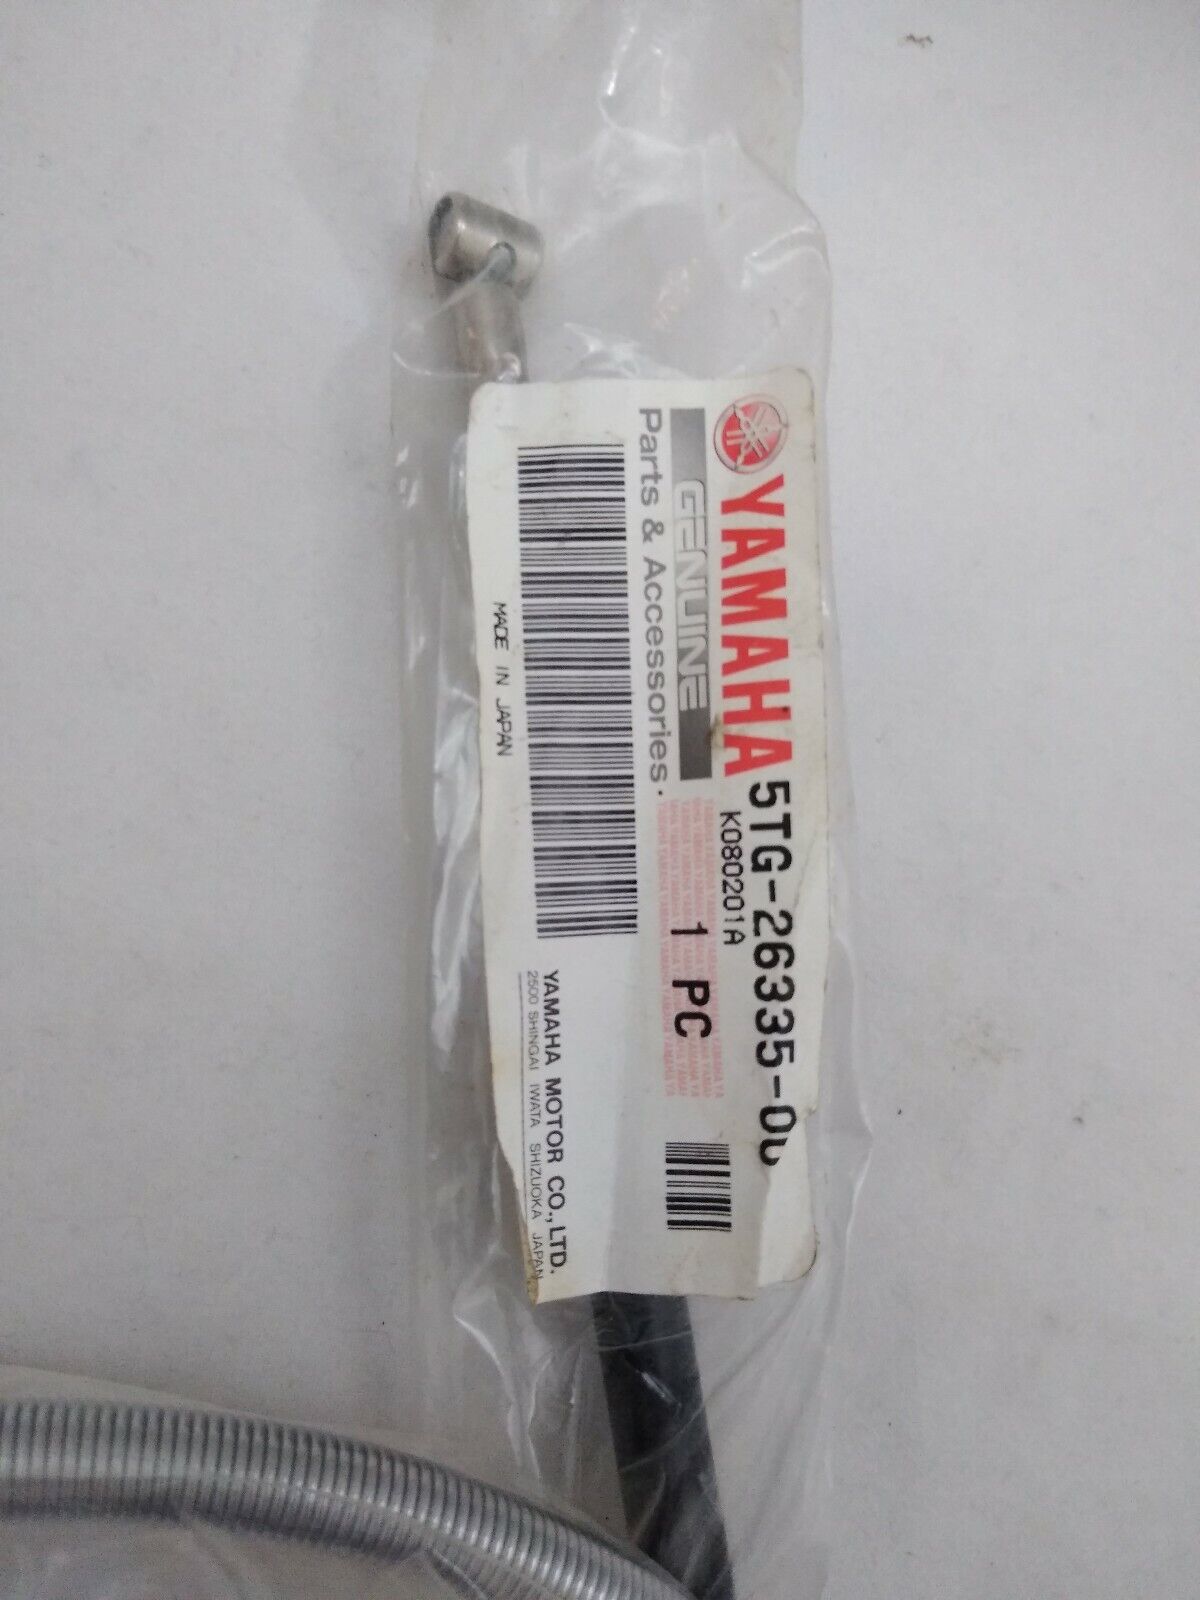 YAMAHA
GENUINE
Parts & Accessories.
5TG-26335-0
K080201A
1 PC
MADE IN JAPAN
YAMAHA MOTOR CO., LTD.
2500 SHINGAI IWATA SHIZUOKA JAPAN